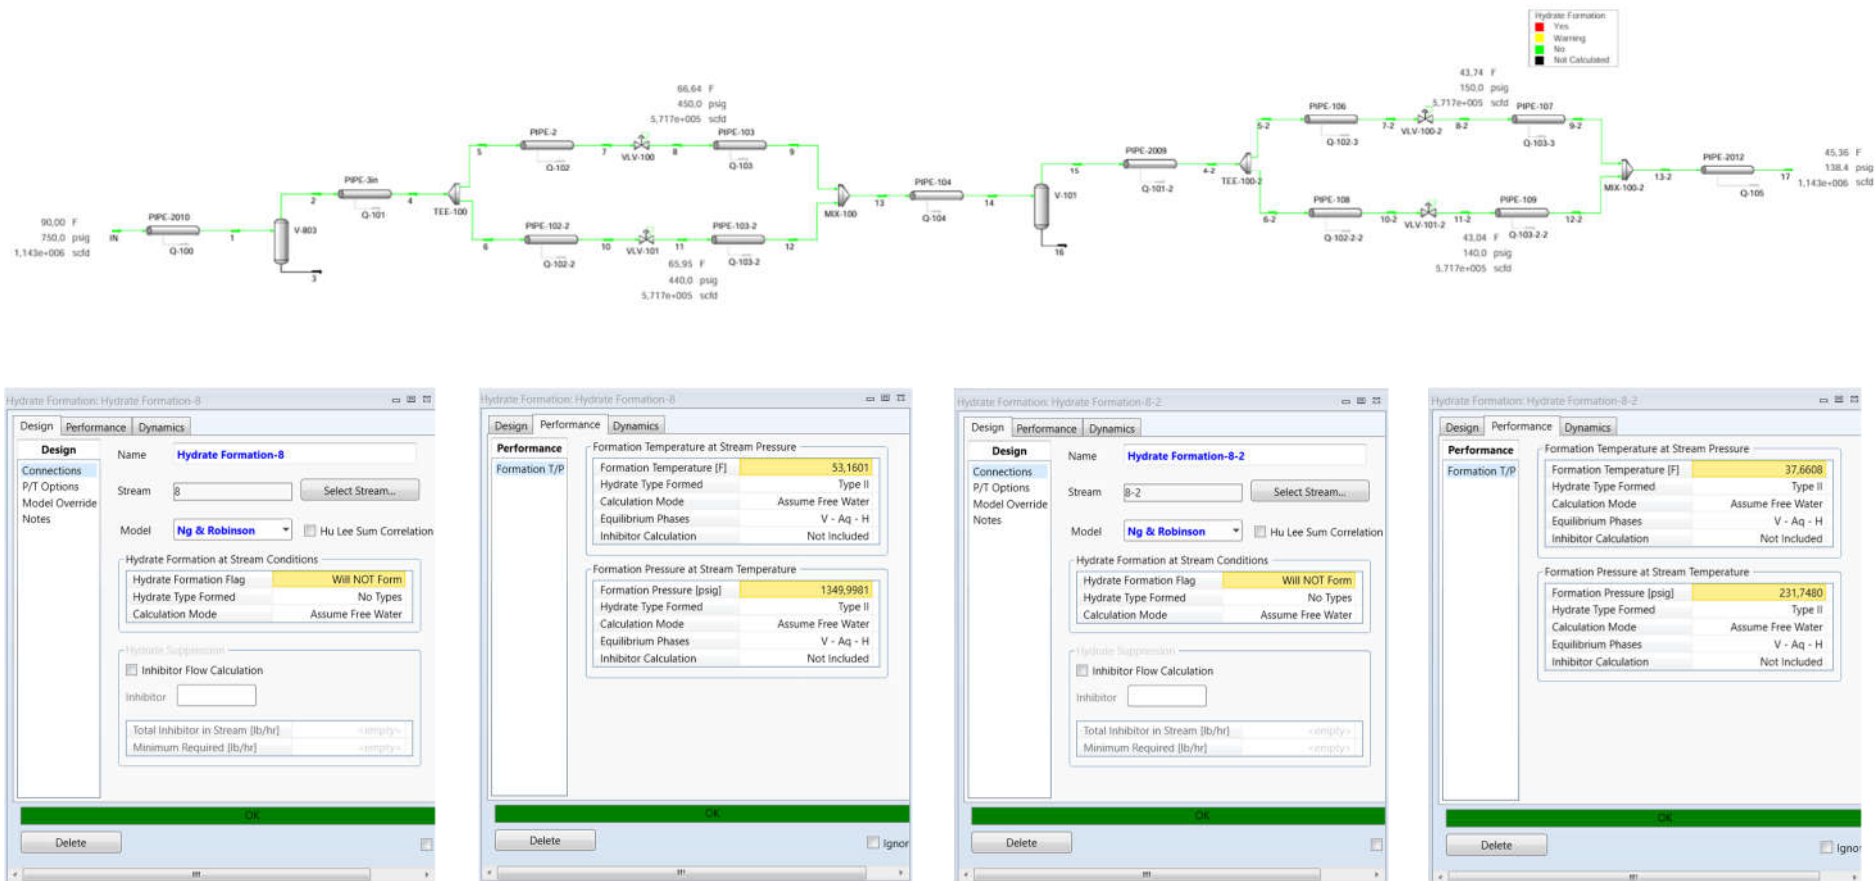 Hydrate Formation
Yes
Warning
No
Not Calculated
66,64 F
450,0 psig
5,717e+005 scfd
43,74 F
150,0 psig
5,717e+005 scfd
PIPE-2
VLV-100
PIPE-103
5
7
8
9
Q-102
Q-103
PIPE-106
VLV-100-2
PIPE-107
5-2
7-2
8-2
9-2
Q-102-3
Q-103-3
90,00 F
750,0 psig
1,143e+006 scfd
IN
PIPE-2010
Q-100
1
V-803
3
2
PIPE-3in
Q-101
4
TEE-100
MIX-100
13
PIPE-104
Q-104
14
V-101
16
15
PIPE-2009
Q-101-2
4-2
TEE-100-2
MIX-100-2
13-2
PIPE-2012
Q-105
17
45,36 F
138,4 psig
1,143e+006 scfd
PIPE-102-2
PIPE-103-2
6
10
VLV-101
11
12
Q-102-2
Q-103-2
65,95 F
440,0 psig
5,717e+005 scfd
PIPE-108
PIPE-109
6-2
10-2
VLV-101-2
11-2
12-2
Q-102-2-2
Q-103-2-2
43,04 F
140,0 psig
5,717e+005 scfd
Hydrate Formation: Hydrate Formation-8
Design Performance Dynamics
Design
Connections
P/T Options
Model Override
Notes
Name Hydrate Formation-8
Stream 8 Select Stream...
Model Ng & Robinson Hu Lee Sum Correlation
Hydrate Formation at Stream Conditions
Hydrate Formation Flag Will NOT Form
Hydrate Type Formed No Types
Calculation Mode Assume Free Water
Hydrate Suppression
Inhibitor Flow Calculation
Inhibitor
Total Inhibitor in Stream [lb/hr] <empty>
Minimum Required [lb/hr] <empty>
OK
Delete
Hydrate Formation: Hydrate Formation-8
Design Performance Dynamics
Performance
Formation T/P
Formation Temperature at Stream Pressure
Formation Temperature [F] 53,1601
Hydrate Type Formed Type II
Calculation Mode Assume Free Water
Equilibrium Phases V - Aq - H
Inhibitor Calculation Not Included
Formation Pressure at Stream Temperature
Formation Pressure [psig] 1349,9981
Hydrate Type Formed Type II
Calculation Mode Assume Free Water
Equilibrium Phases V - Aq - H
Inhibitor Calculation Not Included
OK
Delete Ignor
Hydrate Formation: Hydrate Formation-8-2
Design Performance Dynamics
Design
Connections
P/T Options
Model Override
Notes
Name Hydrate Formation-8-2
Stream 8-2 Select Stream...
Model Ng & Robinson Hu Lee Sum Correlation
Hydrate Formation at Stream Conditions
Hydrate Formation Flag Will NOT Form
Hydrate Type Formed No Types
Calculation Mode Assume Free Water
Hydrate Suppression
Inhibitor Flow Calculation
Inhibitor
Total Inhibitor in Stream [lb/hr] <empty>
Minimum Required [lb/hr] <empty>
OK
Delete
Hydrate Formation: Hydrate Formation-8-2
Design Performance Dynamics
Performance
Formation T/P
Formation Temperature at Stream Pressure
Formation Temperature [F] 37,6608
Hydrate Type Formed Type II
Calculation Mode Assume Free Water
Equilibrium Phases V - Aq - H
Inhibitor Calculation Not Included
Formation Pressure at Stream Temperature
Formation Pressure [psig] 231,7480
Hydrate Type Formed Type II
Calculation Mode Assume Free Water
Equilibrium Phases V - Aq - H
Inhibitor Calculation Not Included
OK
Delete Igno